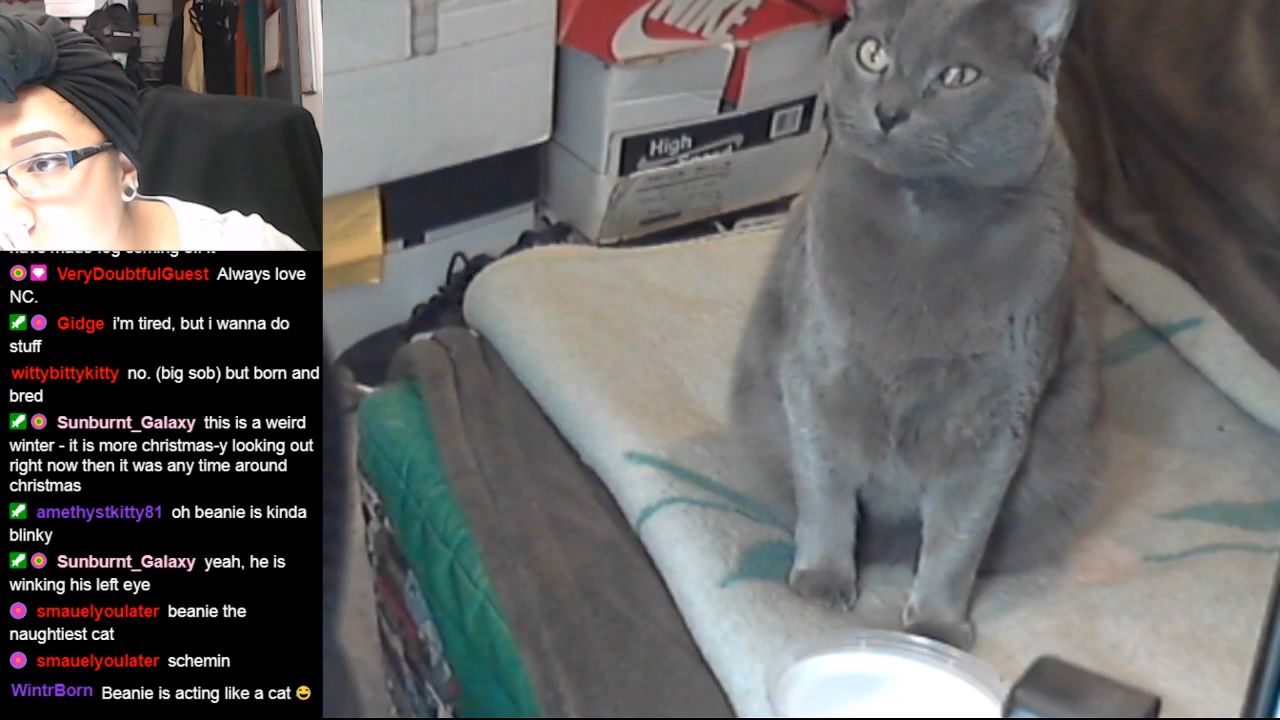 VeryDoubtfulGuest Always love
NC.
Gidge i'm tired, but i wanna do
stuff
wittybittykitty no. (big sob) but born and
bred
Sunburnt_Galaxy this is a weird
winter - it is more christmas-y looking out
right now then it was any time around
christmas
amethystkitty81 oh beanie is kinda
blinky
Sunburnt_Galaxy yeah, he is
winking his left eye
smauelyoulater beanie the
naughtiest cat
smauelyoulater schemin
WintrBorn Beanie is acting like a cat 😂
NIKE
High